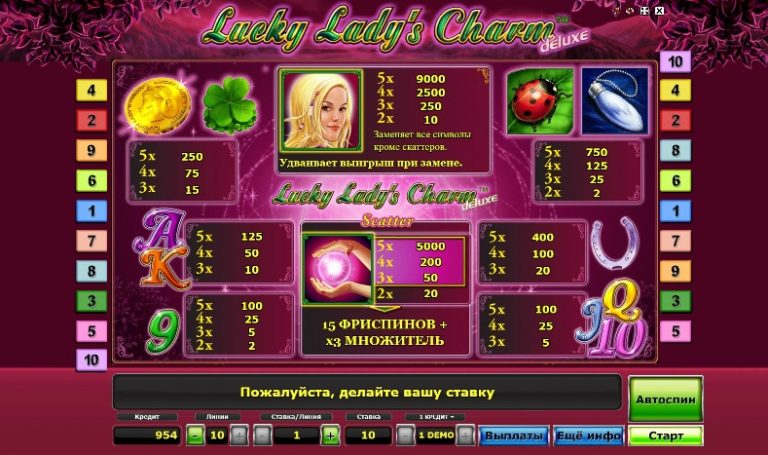 Lucky Lady's Charm™
deluxe
10
4
2
9
6
1
7
8
3
5
10
5x 250
4x 75
3x 15
5x 9000
4x 2500
3x 250
2x 10
Заменяет все символы
кроме скаттеров.
Удваивает выигрыш при замене.
5x 750
4x 125
3x 25
2x 2
Lucky Lady's Charm™
deluxe
Scatter
A
K
5x 125
4x 50
3x 10
5x 5000
4x 200
3x 50
2x 20
15 ФРИСПИНОВ +
x3 МНОЖИТЕЛЬ
5x 400
4x 100
3x 20
9
5x 100
4x 25
3x 5
2x 2
5x 100
4x 25
3x 5
J
Q
10
4
2
8
6
1
7
9
3
5
Пожалуйста, делайте вашу ставку
Автоспин
Кредит Линии Ставка/Линия Ставка 1 КРЕДИТ =
954 - 10 + - 1 + 10 - 1 DEMO + Выплаты Ещё инфо Старт